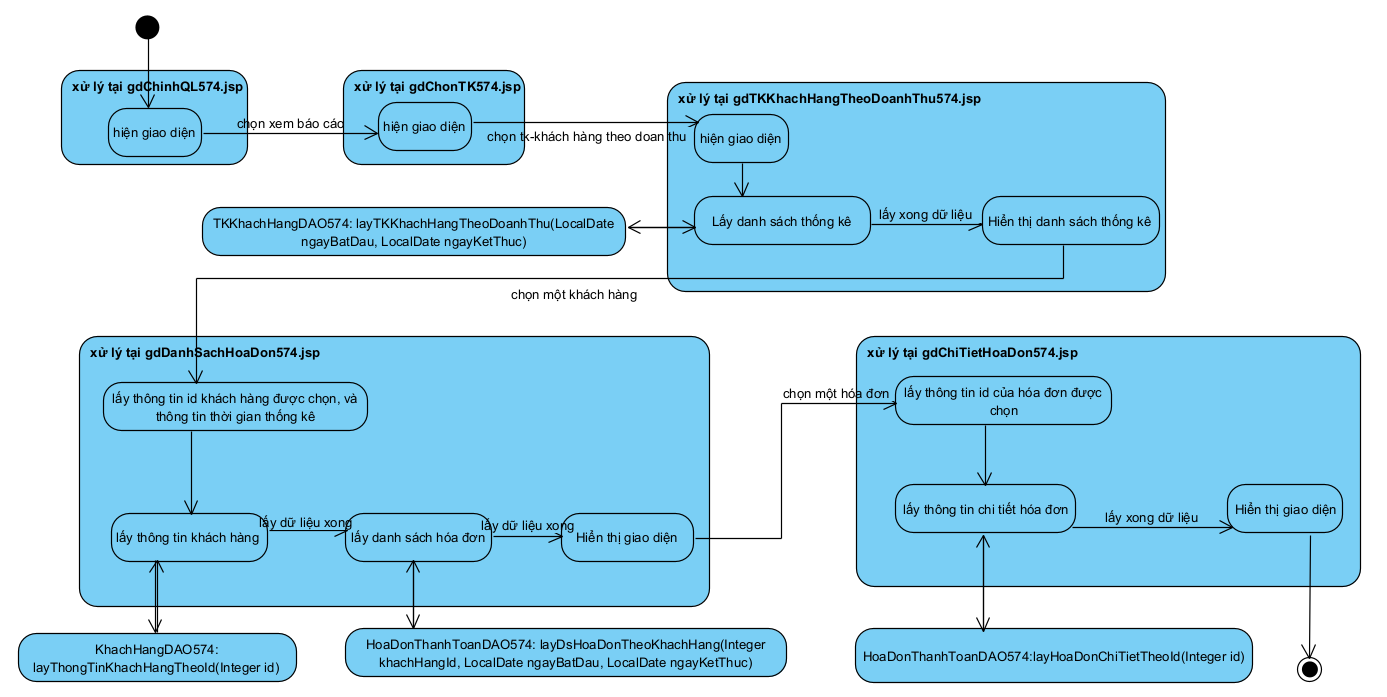 xử lý tại gdChinhQL574.jsp
hiện giao diện
chọn xem báo cáo
xử lý tại gdChonTK574.jsp
hiện giao diện
chọn tk-khách hàng theo doan thu
xử lý tại gdTKKhachHangTheoDoanhThu574.jsp
hiện giao diện
Lấy danh sách thống kê
lấy xong dữ liệu
Hiển thị danh sách thống kê
TKKhachHangDAO574: layTKKhachHangTheoDoanhThu(LocalDate
ngayBatDau, LocalDate ngayKetThuc)
chọn một khách hàng
xử lý tại gdDanhSachHoaDon574.jsp
lấy thông tin id khách hàng được chọn, và
thông tin thời gian thống kê
lấy thông tin khách hàng
lấy dữ liệu xong
lấy danh sách hóa đơn
lấy dữ liệu xong
Hiển thị giao diện
KhachHangDAO574:
layThongTinKhachHangTheoId(Integer id)
HoaDonThanhToanDAO574: layDsHoaDonTheoKhachHang(Integer
khachHangId, LocalDate ngayBatDau, LocalDate ngayKetThuc)
chọn một hóa đơn
xử lý tại gdChiTietHoaDon574.jsp
lấy thông tin id của hóa đơn được
chọn
lấy thông tin chi tiết hóa đơn
lấy xong dữ liệu
Hiển thị giao diện
HoaDonThanhToanDAO574:layHoaDonChiTietTheoId(Integer id)